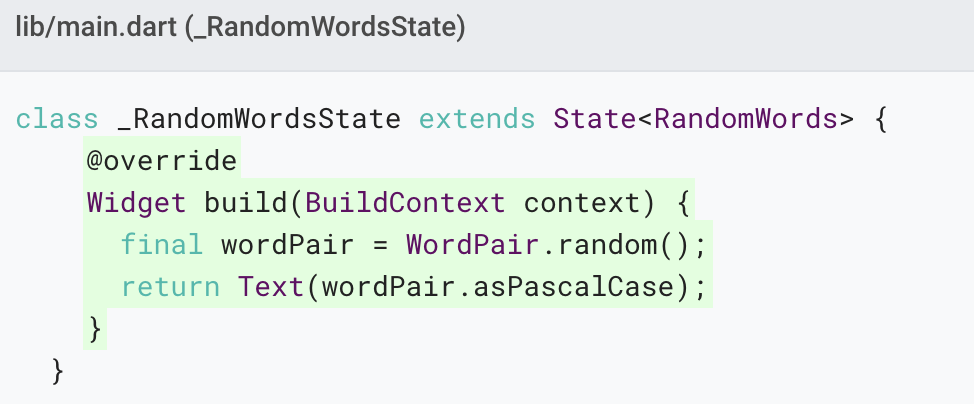 lib/main.dart (_RandomWordsState)
class _RandomWordsState extends State<RandomWords> {
    @override
    Widget build(BuildContext context) {
      final wordPair = WordPair.random();
      return Text(wordPair.asPascalCase);
    }
  }